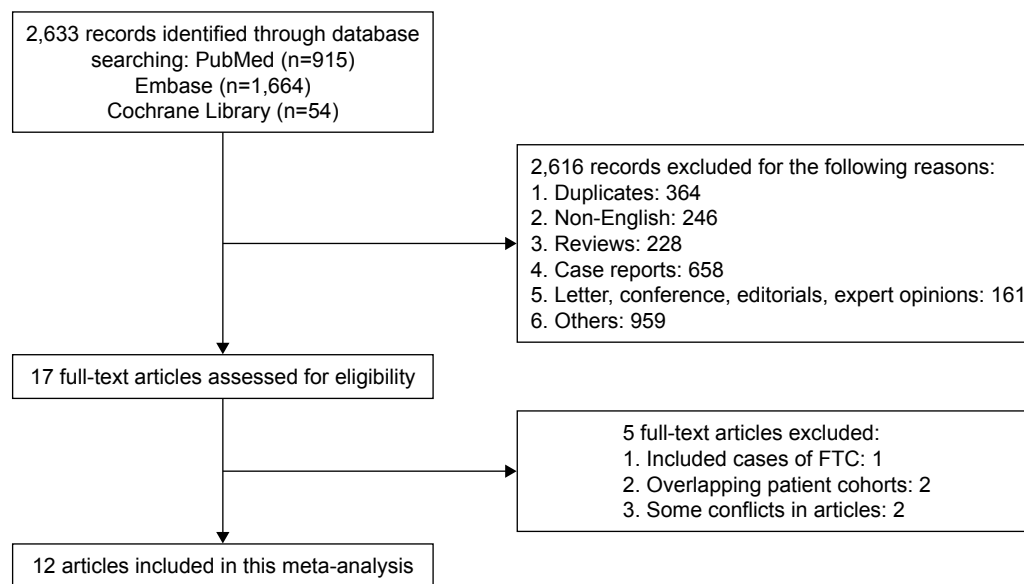 2,633 records identified through database
searching: PubMed (n=915)
Embase (n=1,664)
Cochrane Library (n=54)
2,616 records excluded for the following reasons:
1. Duplicates: 364
2. Non-English: 246
3. Reviews: 228
4. Case reports: 658
5. Letter, conference, editorials, expert opinions: 161
6. Others: 959
17 full-text articles assessed for eligibility
5 full-text articles excluded:
1. Included cases of FTC: 1
2. Overlapping patient cohorts: 2
3. Some conflicts in articles: 2
12 articles included in this meta-analysis